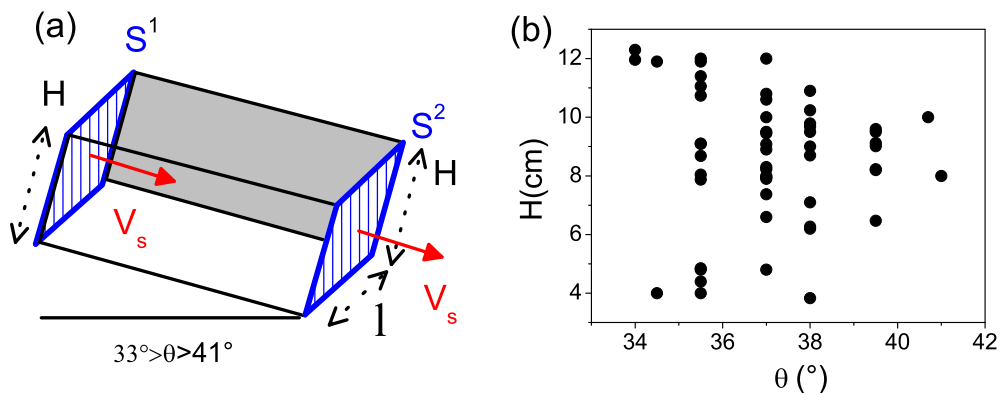 (a)
S¹
H
S²
H
Vₛ
Vₛ
l
33°>θ>41°
(b)
H(cm)
12
10
8
6
4
34 36 38 40 42
θ (°)